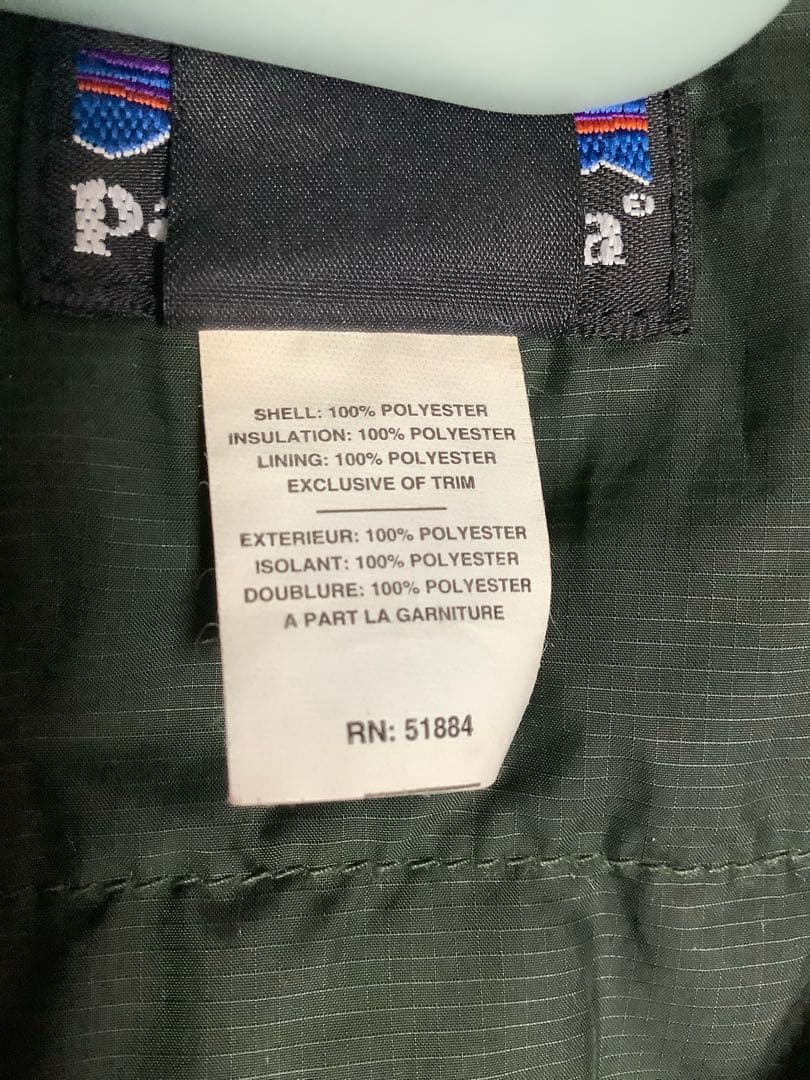 pa a®
SHELL: 100% POLYESTER
INSULATION: 100% POLYESTER
LINING: 100% POLYESTER
EXCLUSIVE OF TRIM
EXTERIEUR: 100% POLYESTER
ISOLANT: 100% POLYESTER
DOUBLURE: 100% POLYESTER
A PART LA GARNITURE
RN: 51884